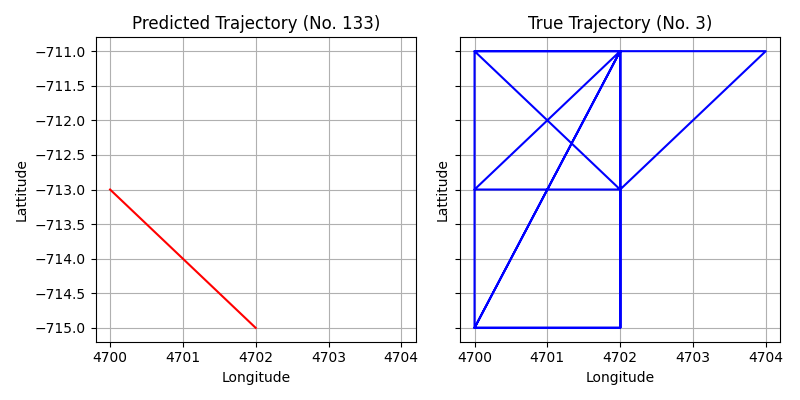 Predicted Trajectory (No. 133)
Lattitude
−711.0
−711.5
−712.0
−712.5
−713.0
−713.5
−714.0
−714.5
−715.0
4700 4701 4702 4703 4704
Longitude
True Trajectory (No. 3)
Lattitude
4700 4701 4702 4703 4704
Longitude